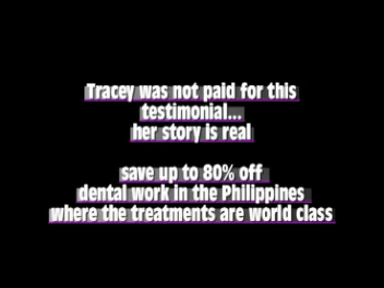 Tracey was not paid for this
testimonial...
her story is real
save up to 80% off
dental work in the Philippines
where the treatments are world class